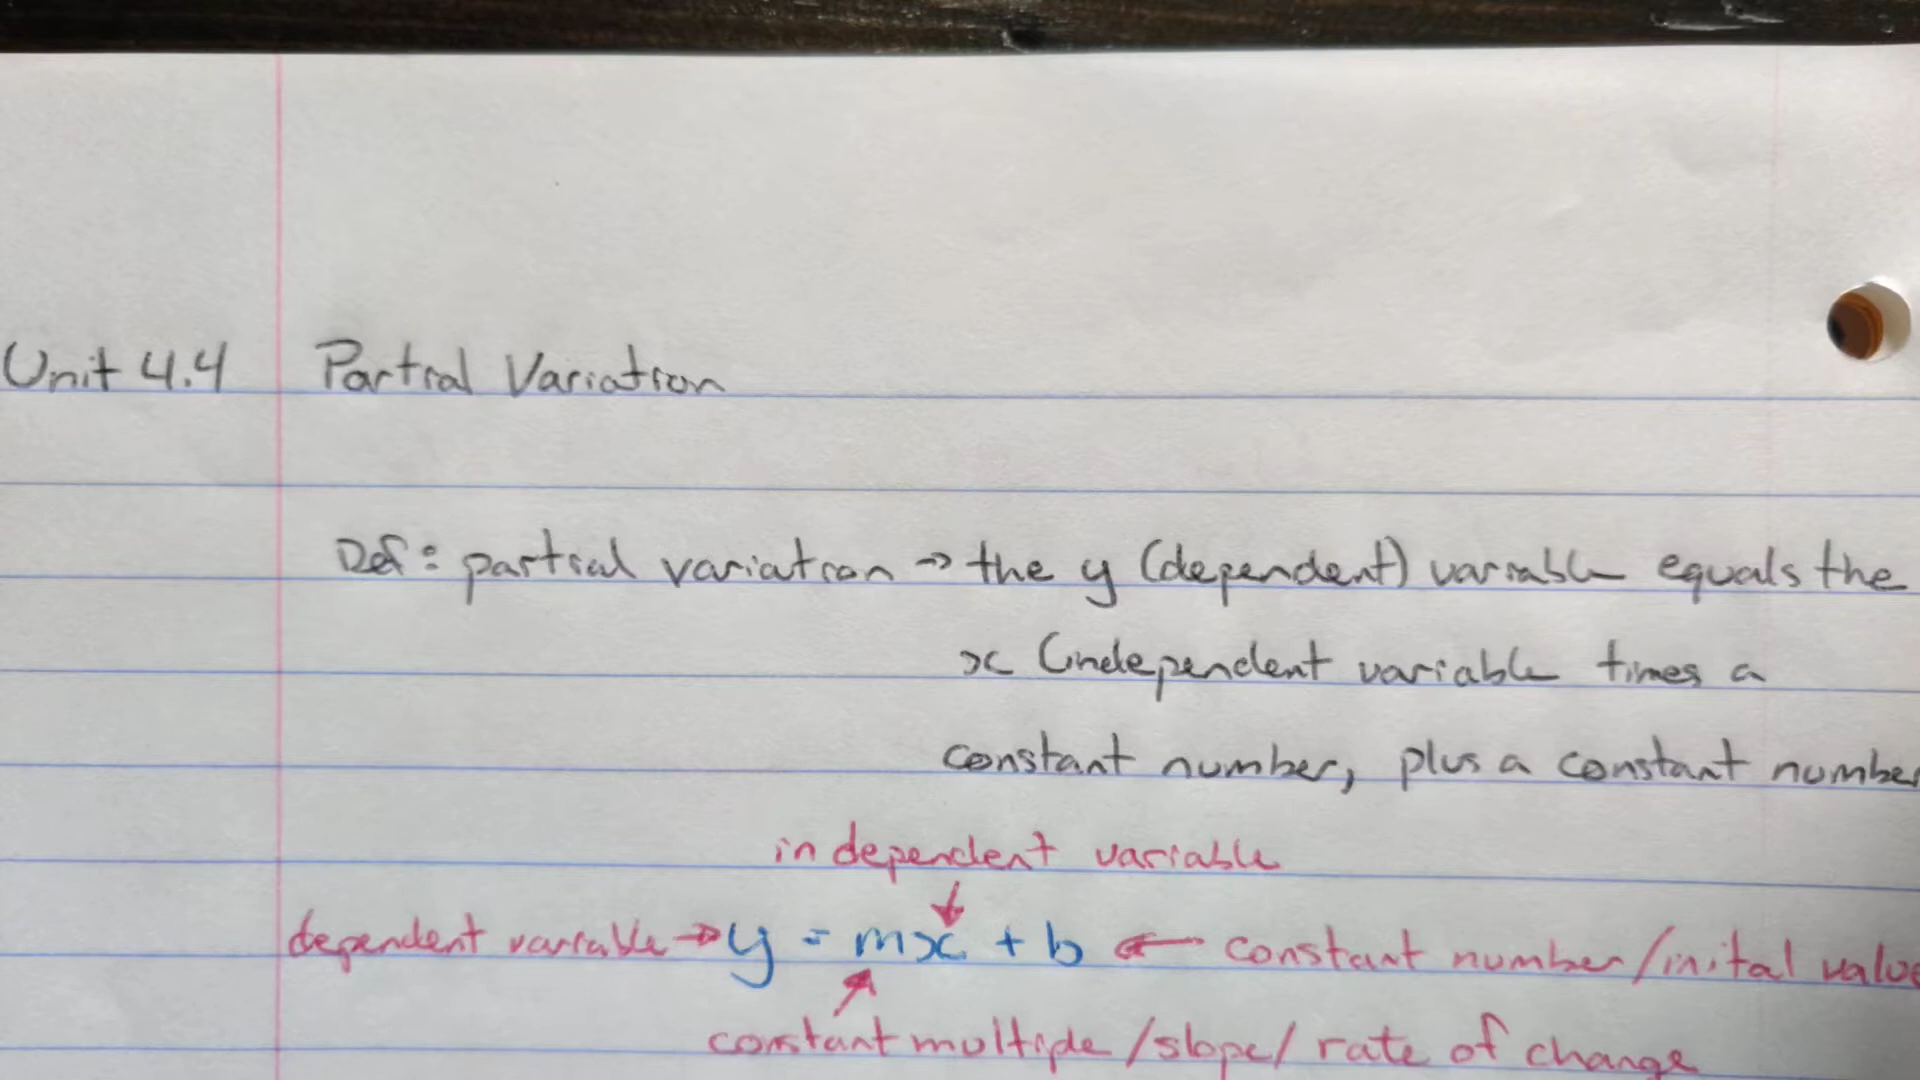 Unit 4.4 Partial Variation
Def: partial variation → the y (dependent) variable equals the
x (independent variable times a
constant number, plus a constant number
independent variable
↓
dependent variable → y = mx + b ← constant number/inital value
↗
constant multiple/slope/rate of change